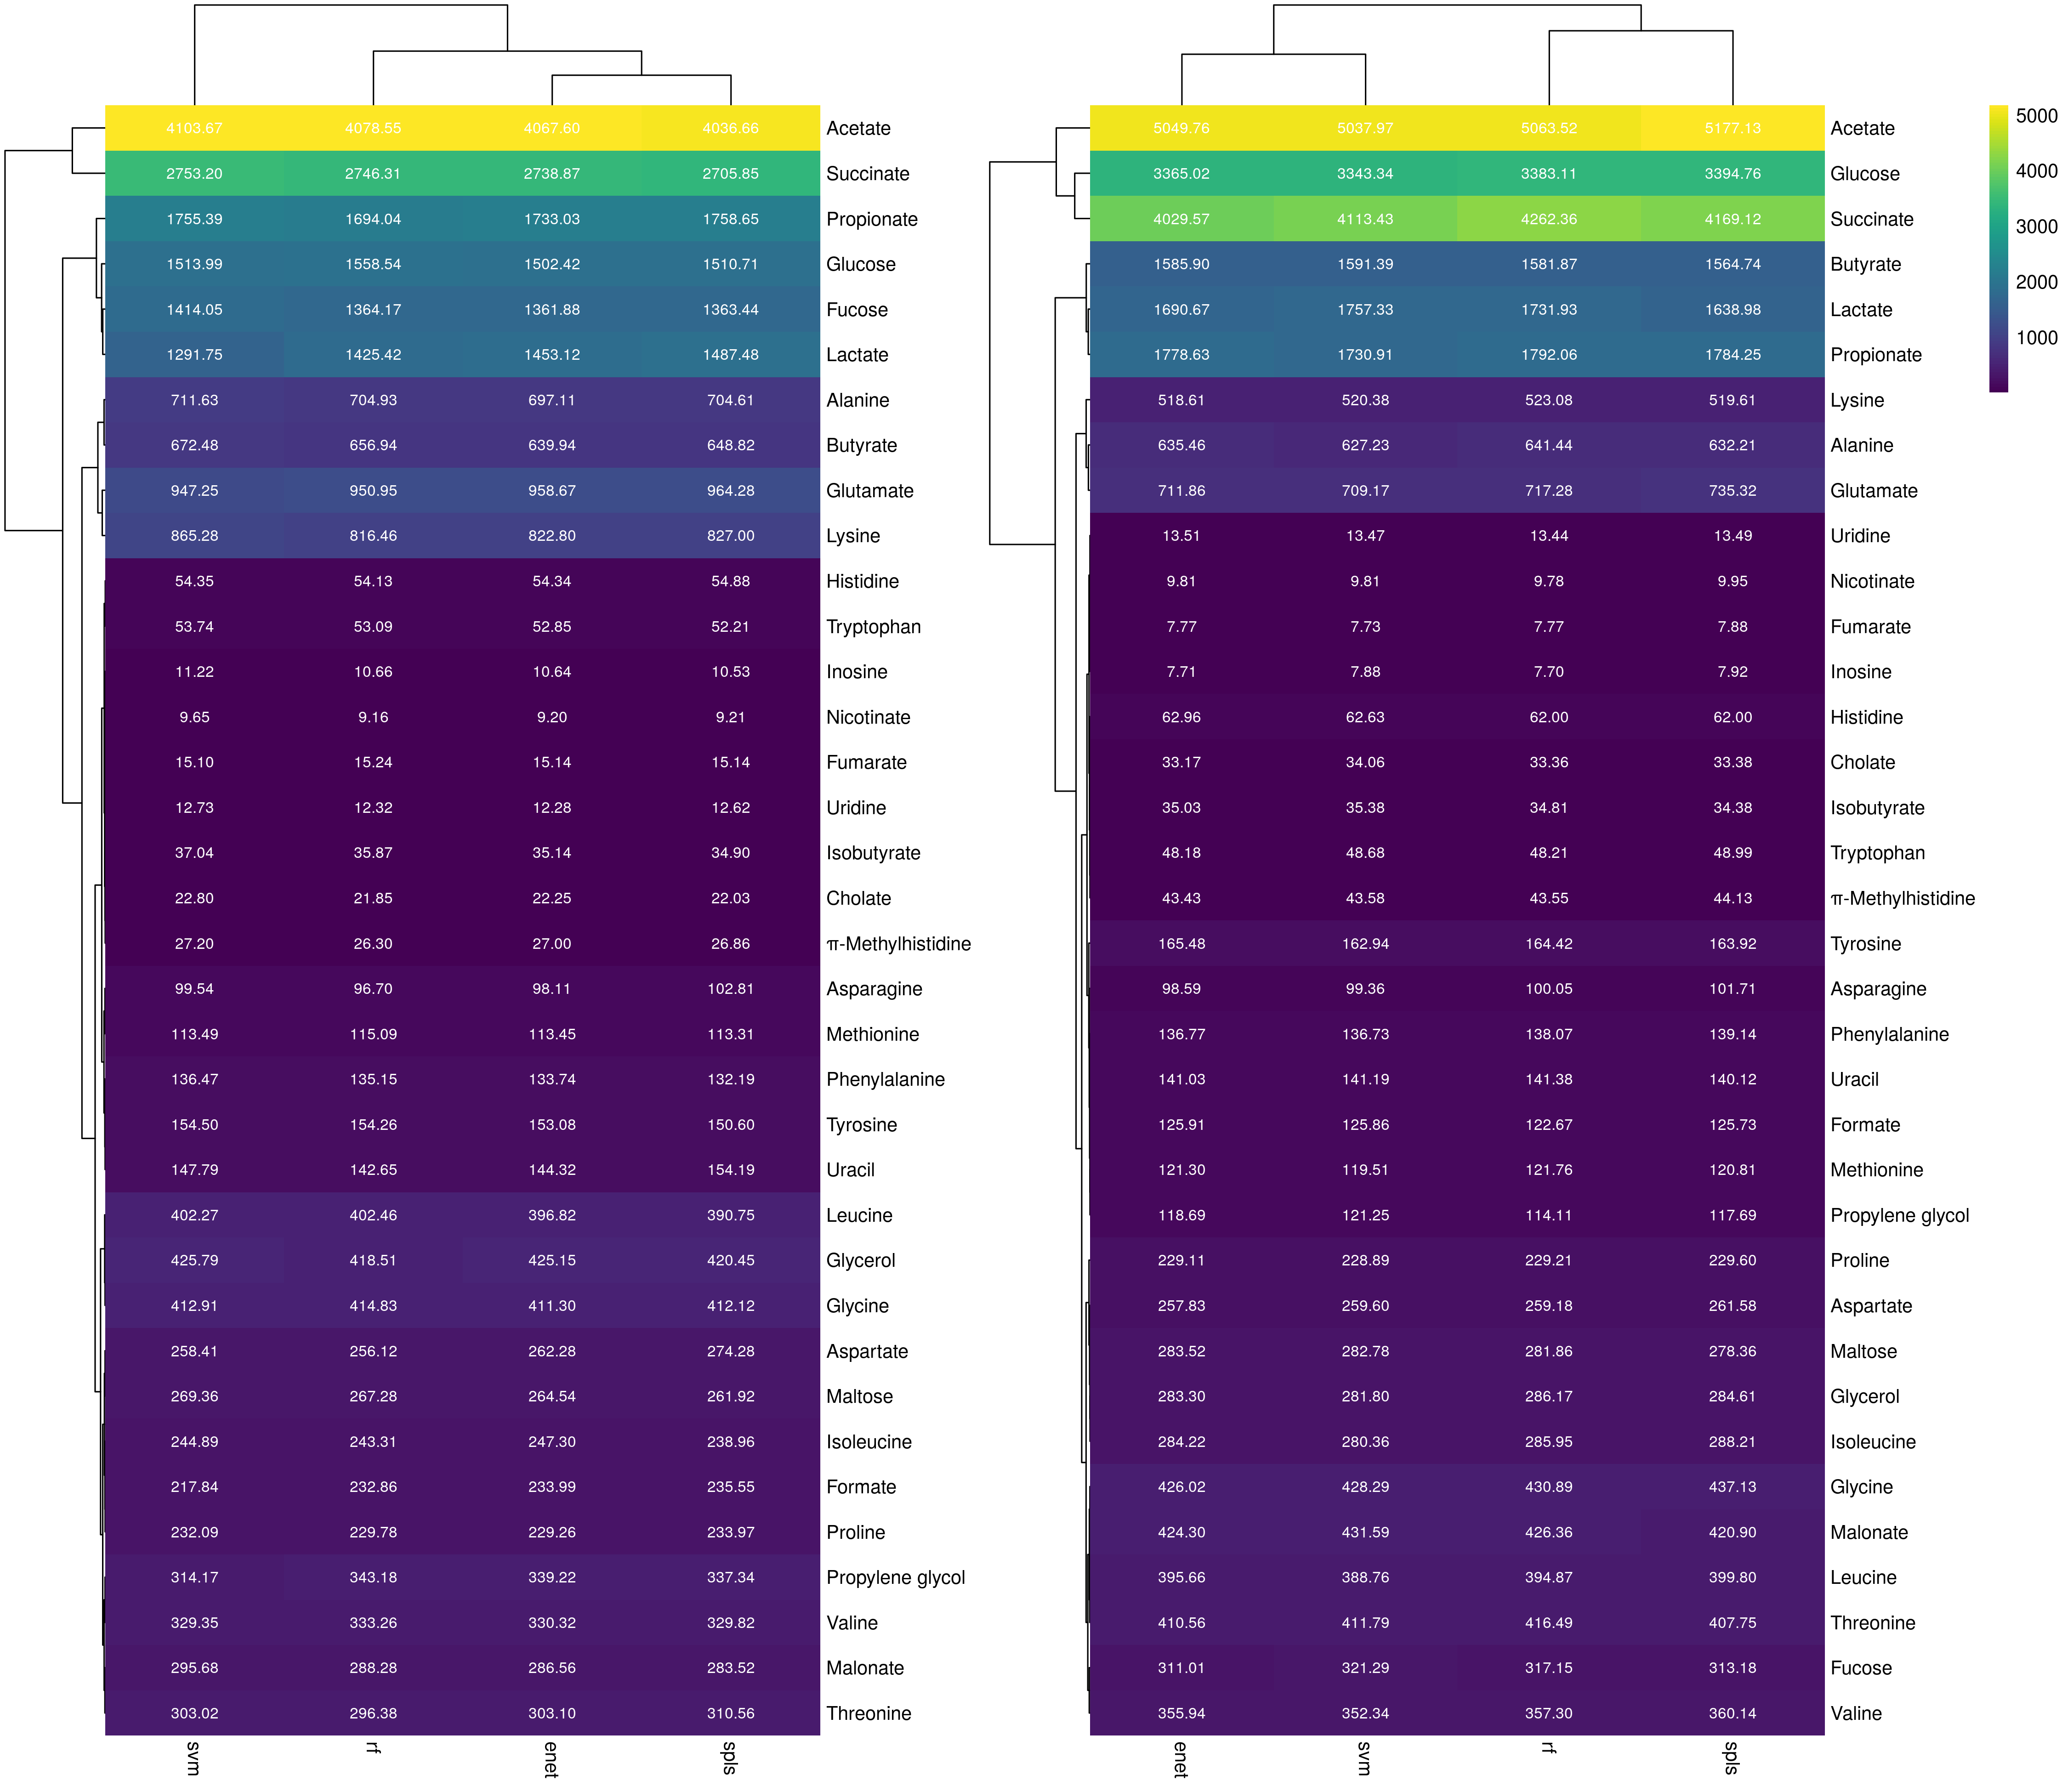 4103.67 4078.55 4067.60 4036.66 Acetate
2753.20 2746.31 2738.87 2705.85 Succinate
1755.39 1694.04 1733.03 1758.65 Propionate
1513.99 1558.54 1502.42 1510.71 Glucose
1414.05 1364.17 1361.88 1363.44 Fucose
1291.75 1425.42 1453.12 1487.48 Lactate
711.63 704.93 697.11 704.61 Alanine
672.48 656.94 639.94 648.82 Butyrate
947.25 950.95 958.67 964.28 Glutamate
865.28 816.46 822.80 827.00 Lysine
54.35 54.13 54.34 54.88 Histidine
53.74 53.09 52.85 52.21 Tryptophan
11.22 10.66 10.64 10.53 Inosine
9.65 9.16 9.20 9.21 Nicotinate
15.10 15.24 15.14 15.14 Fumarate
12.73 12.32 12.28 12.62 Uridine
37.04 35.87 35.14 34.90 Isobutyrate
22.80 21.85 22.25 22.03 Cholate
27.20 26.30 27.00 26.86 π-Methylhistidine
99.54 96.70 98.11 102.81 Asparagine
113.49 115.09 113.45 113.31 Methionine
136.47 135.15 133.74 132.19 Phenylalanine
154.50 154.26 153.08 150.60 Tyrosine
147.79 142.65 144.32 154.19 Uracil
402.27 402.46 396.82 390.75 Leucine
425.79 418.51 425.15 420.45 Glycerol
412.91 414.83 411.30 412.12 Glycine
258.41 256.12 262.28 274.28 Aspartate
269.36 267.28 264.54 261.92 Maltose
244.89 243.31 247.30 238.96 Isoleucine
217.84 232.86 233.99 235.55 Formate
232.09 229.78 229.26 233.97 Proline
314.17 343.18 339.22 337.34 Propylene glycol
329.35 333.26 330.32 329.82 Valine
295.68 288.28 286.56 283.52 Malonate
303.02 296.38 303.10 310.56 Threonine
svm rf enet spls
5049.76 5037.97 5063.52 5177.13 Acetate
3365.02 3343.34 3383.11 3394.76 Glucose
4029.57 4113.43 4262.36 4169.12 Succinate
1585.90 1591.39 1581.87 1564.74 Butyrate
1690.67 1757.33 1731.93 1638.98 Lactate
1778.63 1730.91 1792.06 1784.25 Propionate
518.61 520.38 523.08 519.61 Lysine
635.46 627.23 641.44 632.21 Alanine
711.86 709.17 717.28 735.32 Glutamate
13.51 13.47 13.44 13.49 Uridine
9.81 9.81 9.78 9.95 Nicotinate
7.77 7.73 7.77 7.88 Fumarate
7.71 7.88 7.70 7.92 Inosine
62.96 62.63 62.00 62.00 Histidine
33.17 34.06 33.36 33.38 Cholate
35.03 35.38 34.81 34.38 Isobutyrate
48.18 48.68 48.21 48.99 Tryptophan
43.43 43.58 43.55 44.13 π-Methylhistidine
165.48 162.94 164.42 163.92 Tyrosine
98.59 99.36 100.05 101.71 Asparagine
136.77 136.73 138.07 139.14 Phenylalanine
141.03 141.19 141.38 140.12 Uracil
125.91 125.86 122.67 125.73 Formate
121.30 119.51 121.76 120.81 Methionine
118.69 121.25 114.11 117.69 Propylene glycol
229.11 228.89 229.21 229.60 Proline
257.83 259.60 259.18 261.58 Aspartate
283.52 282.78 281.86 278.36 Maltose
283.30 281.80 286.17 284.61 Glycerol
284.22 280.36 285.95 288.21 Isoleucine
426.02 428.29 430.89 437.13 Glycine
424.30 431.59 426.36 420.90 Malonate
395.66 388.76 394.87 399.80 Leucine
410.56 411.79 416.49 407.75 Threonine
311.01 321.29 317.15 313.18 Fucose
355.94 352.34 357.30 360.14 Valine
enet svm rf spls
5000
4000
3000
2000
1000